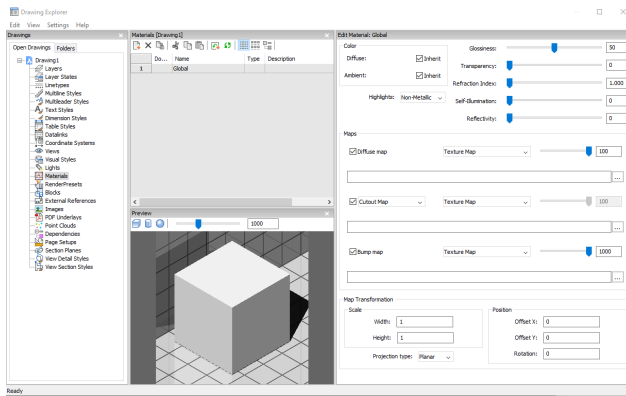 Drawing Explorer
Edit View Settings Help
Drawings
Open Drawings Folders
Drawing1
Layers
Layer States
Linetypes
Multiline Styles
Multileader Styles
Text Styles
Dimension Styles
Table Styles
Datalinks
Coordinate Systems
Views
Visual Styles
Lights
Materials
RenderPresets
Blocks
External References
Images
PDF Underlays
Point Clouds
Dependencies
Page Setups
Section Planes
View Detail Styles
View Section Styles
Materials [Drawing1]
Do... Name Type Description
1 Global
Preview
1000
Edit Material: Global
Color
Diffuse: Inherit
Ambient: Inherit
Highlights: Non-Metallic
Glossiness: 50
Transparency: 0
Refraction Index: 1.000
Self-Illumination: 0
Reflectivity: 0
Maps
Diffuse map Texture Map 100
...
Cutout Map Texture Map 100
...
Bump map Texture Map 1000
...
Map Transformation
Scale
Width: 1
Height: 1
Projection type: Planar
Position
Offset X: 0
Offset Y: 0
Rotation: 0
Ready